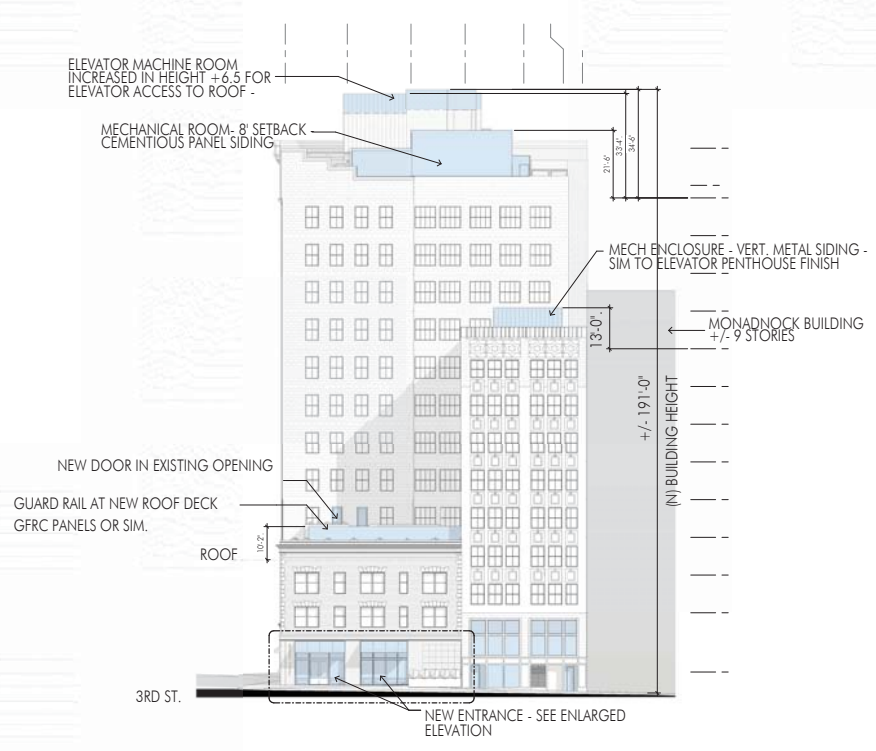 ELEVATOR MACHINE ROOM
INCREASED IN HEIGHT +6.5 FOR
ELEVATOR ACCESS TO ROOF -
MECHANICAL ROOM- 8' SETBACK
CEMENTIOUS PANEL SIDING
21'-6"
33'-4"
34'-6"
MECH ENCLOSURE - VERT. METAL SIDING -
SIM TO ELEVATOR PENTHOUSE FINISH
13'-0".
MONADNOCK BUILDING
+/- 9 STORIES
+/- 191'-0"
(N) BUILDING HEIGHT
NEW DOOR IN EXISTING OPENING
GUARD RAIL AT NEW ROOF DECK
GFRC PANELS OR SIM.
ROOF
10'-2"
3RD ST.
NEW ENTRANCE - SEE ENLARGED
ELEVATION